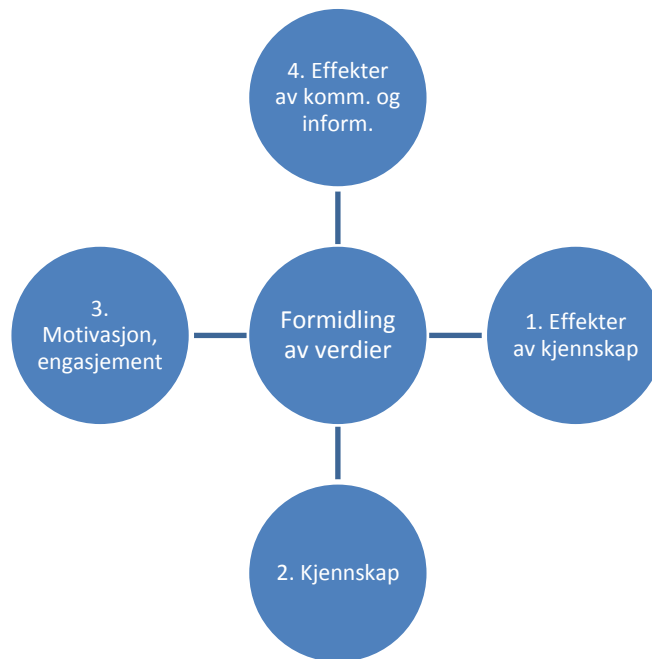 4. Effekter
av komm. og
inform.
3.
Motivasjon,
engasjement
Formidling
av verdier
1. Effekter
av kjennskap
2. Kjennskap